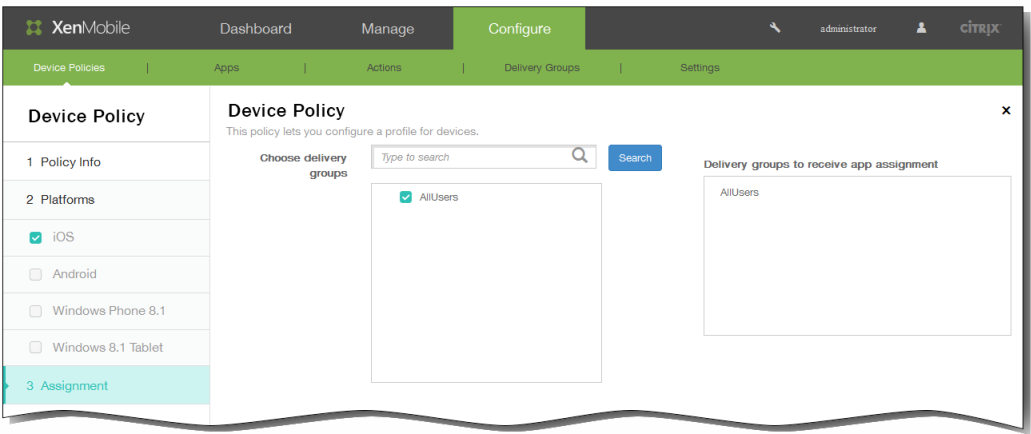 XenMobile Dashboard Manage Configure administrator CİTRIX
Device Policies | Apps | Actions | Delivery Groups | Settings
Device Policy
1 Policy Info
2 Platforms
iOS
Android
Windows Phone 8.1
Windows 8.1 Tablet
3 Assignment
Device Policy
This policy lets you configure a profile for devices.
Choose delivery
groups
Type to search
Search
AllUsers
Delivery groups to receive app assignment
AllUsers